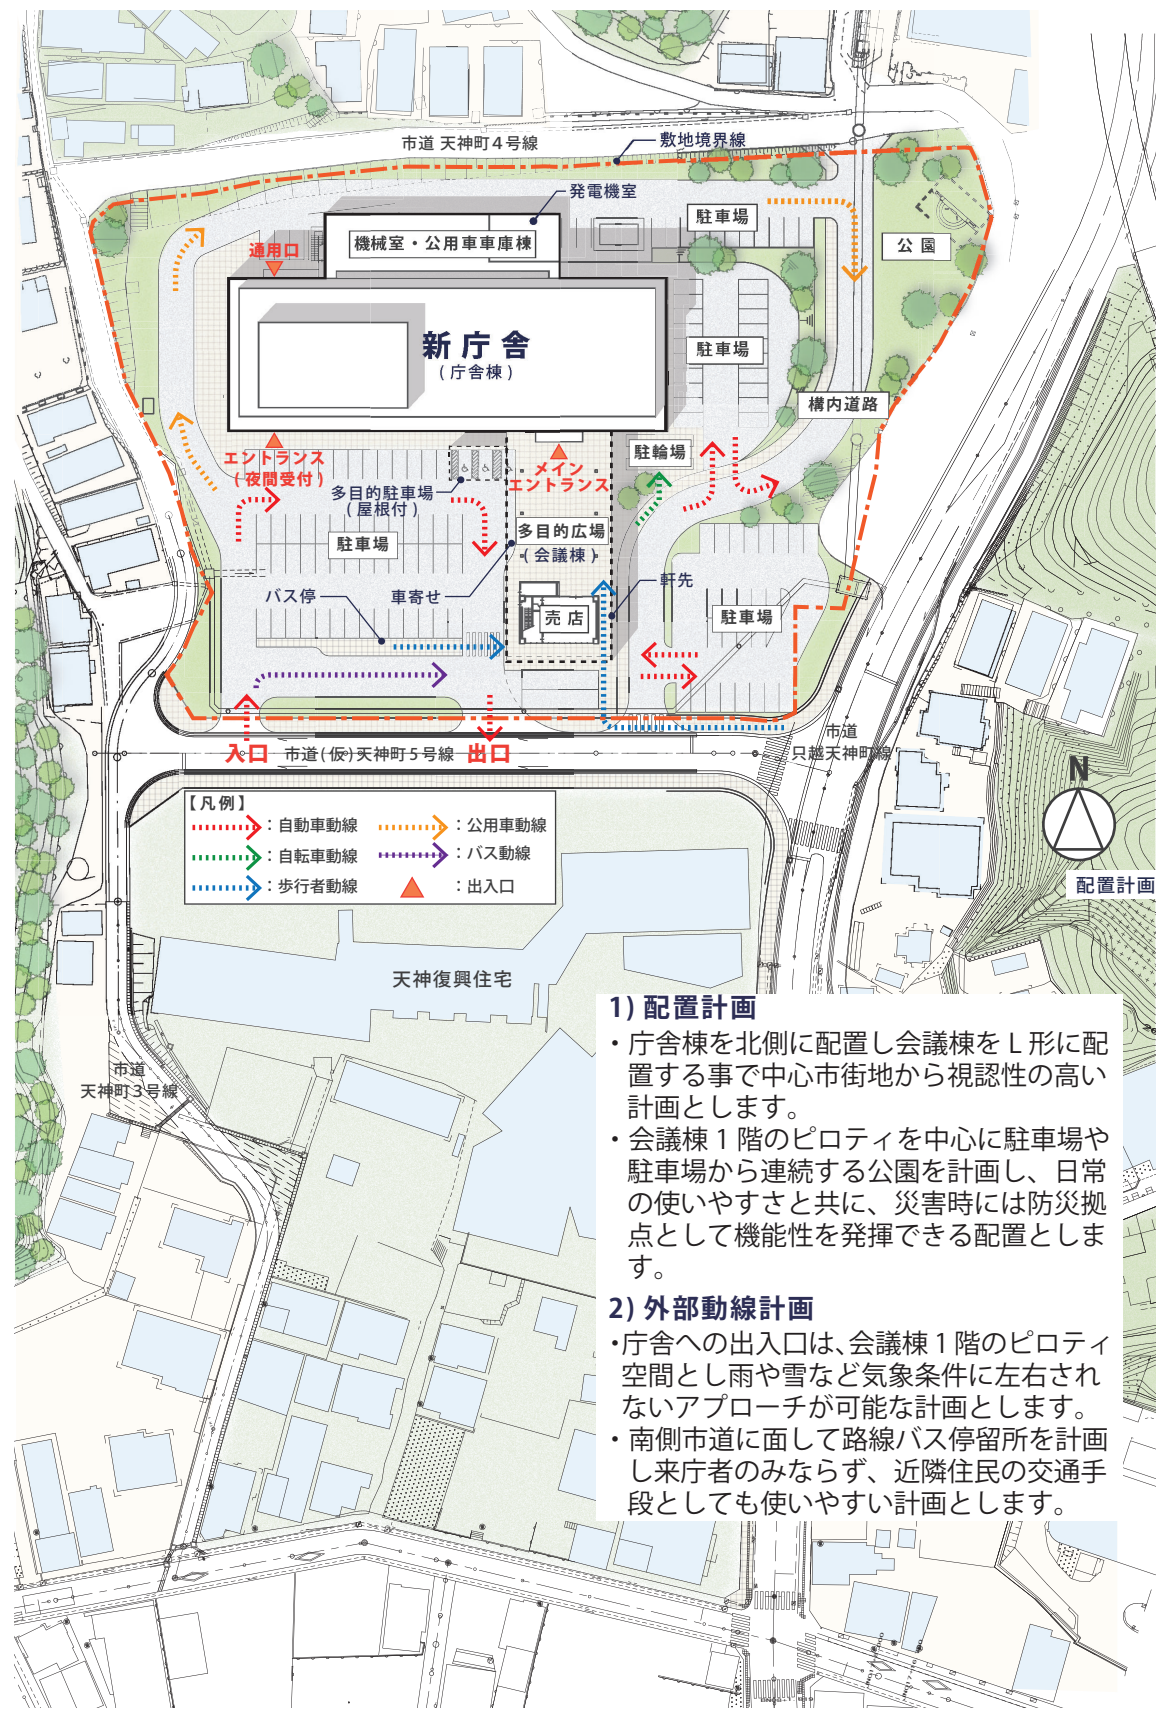 市道 天神町４号線
敷地境界線
発電機室
駐車場
機械室・公用車車庫棟
通用口
公 園
新 庁 舎
( 庁舎棟 )
駐車場
構内道路
エントランス
( 夜間受付 )
メイン
エントランス
駐輪場
多目的駐車場
( 屋根付 )
多目的広場
( 会議棟 )
駐車場
バス停
車寄せ
軒先
売 店
駐車場
入口
市道( 仮) 天神町５号線
出口
市道
只越天神町線
N
【 凡 例 】
：自動車動線
：公用車動線
：自転車動線
：バス動線
：歩行者動線
：出入口
配置計画
天神復興住宅
市道
天神町３号線
1) 配置計画
・庁舎棟を北側に配置し会議棟を L 形に配
置する事で中心市街地から視認性の高い
計画とします。
・会議棟 1 階のピロティを中心に駐車場や
駐車場から連続する公園を計画し、日常
の使いやすさと共に、災害時には防災拠
点として機能性を発揮できる配置としま
す。
2) 外部動線計画
・庁舎への出入口は、会議棟 1 階のピロティ
空間とし雨や雪など気象条件に左右され
ないアプローチが可能な計画とします。
・南側市道に面して路線バス停留所を計画
し来庁者のみならず、近隣住民の交通手
段としても使いやすい計画とします。